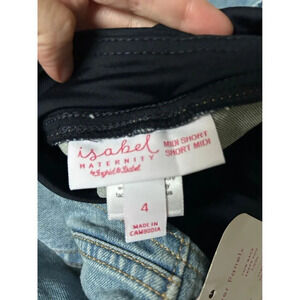 isabel
MATERNITY
by Ingrid & Isabel
MIDI SHORT
SHORT MIDI
4
MADE IN
CAMBODIA